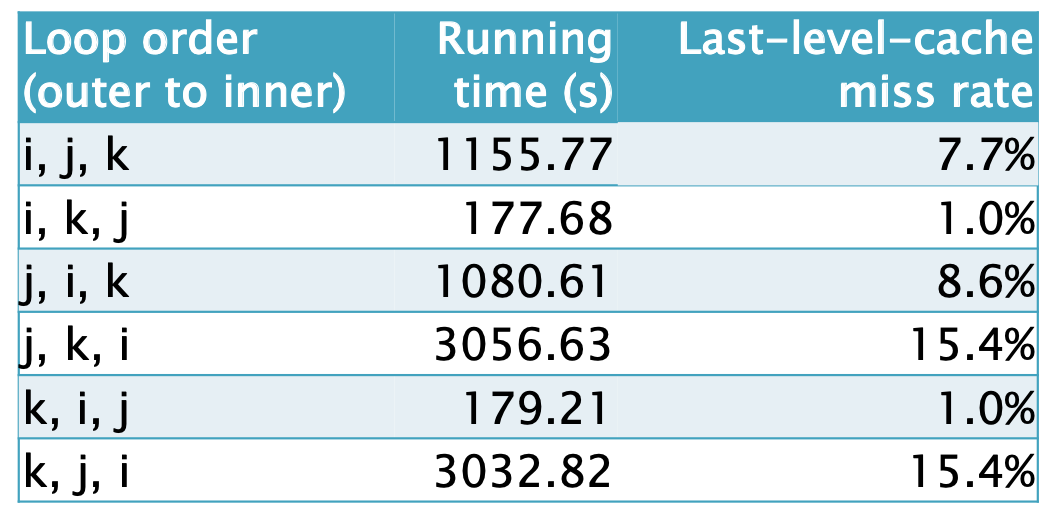 Loop order (outer to inner) Running time (s) Last-level-cache miss rate
i, j, k 1155.77 7.7%
i, k, j 177.68 1.0%
j, i, k 1080.61 8.6%
j, k, i 3056.63 15.4%
k, i, j 179.21 1.0%
k, j, i 3032.82 15.4%